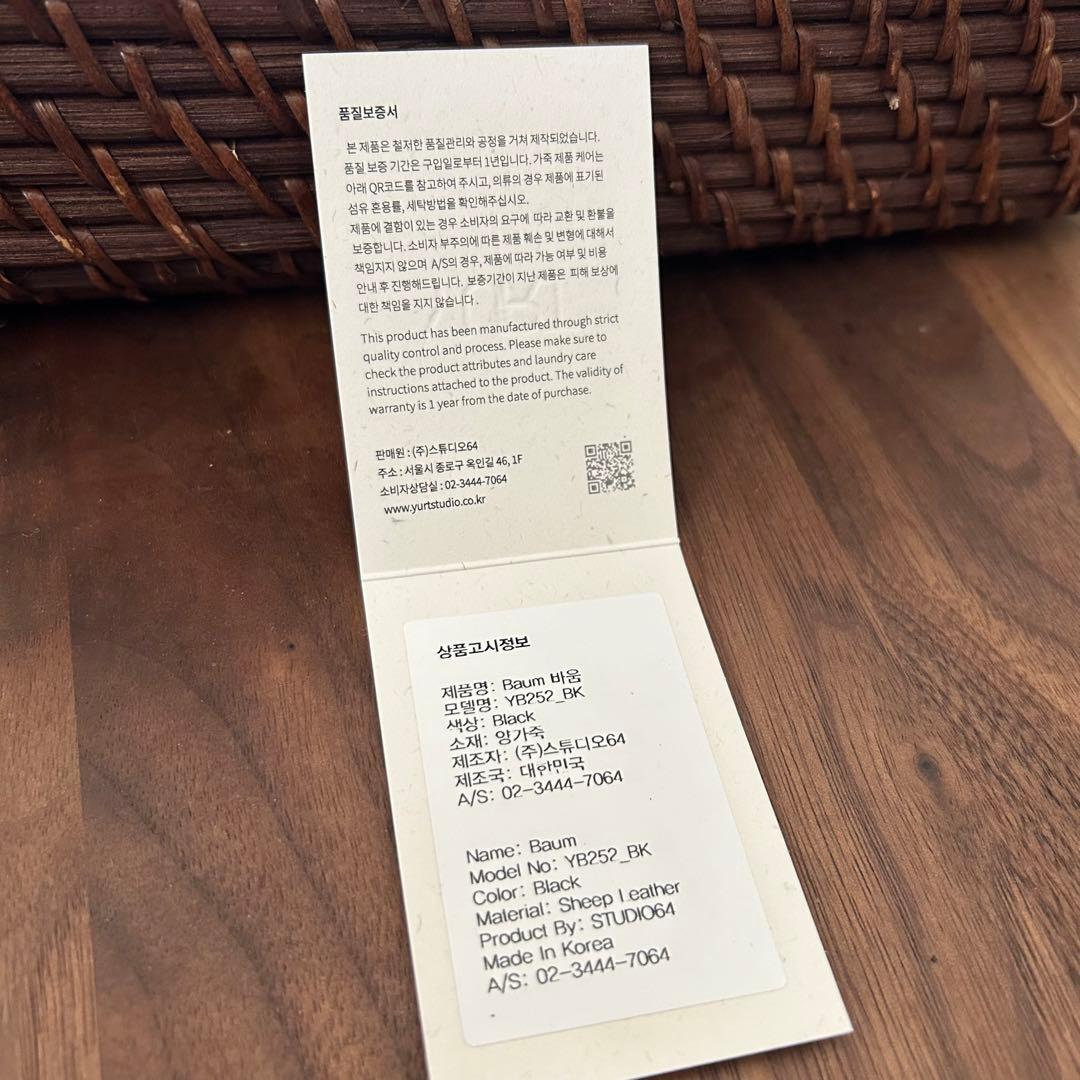 품질보증서
본 제품은 철저한 품질관리와 공정을 거쳐 제작되었습니다.
품질 보증 기간은 구입일로부터 1년입니다. 가죽 제품 케어는
아래 QR코드를 참고하여 주시고, 의류의 경우 제품에 표기된
섬유 혼용률, 세탁방법을 확인해주십시오.
제품에 결함이 있는 경우 소비자의 요구에 따라 교환 및 환불을
보증합니다. 소비자 부주의에 따른 제품 훼손 및 변형에 대해서
책임지지 않으며 A/S의 경우, 제품에 따라 가능 여부 및 비용
안내 후 진행해드립니다. 보증기간이 지난 제품은 피해 보상에
대한 책임을 지지 않습니다.
This product has been manufactured through strict
quality control and process. Please make sure to
check the product attributes and laundry care
instructions attached to the product. The validity of
warranty is 1 year from the date of purchase.
판매원 : (주)스튜디오64
주소 : 서울시 종로구 옥인길 46, 1F
소비자상담실 : 02-3444-7064
www.yurtstudio.co.kr
상품고시정보
제품명: Baum 바움
모델명: YB252_BK
색상: Black
소재: 양가죽
제조자: (주)스튜디오64
제조국: 대한민국
A/S: 02-3444-7064
Name: Baum
Model No: YB252_BK
Color: Black
Material: Sheep Leather
Product By: STUDIO64
Made In Korea
A/S: 02-3444-7064